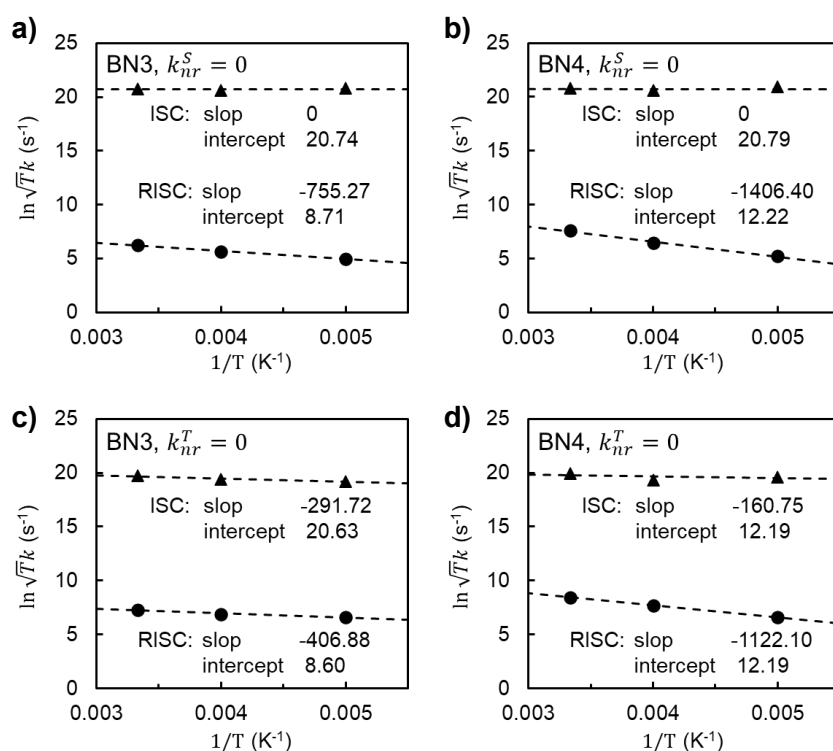 a)
25
20
15
10
5
0
ln √T k (s⁻¹)
BN3, k_nr^S = 0
ISC: slop 0
intercept 20.74
RISC: slop -755.27
intercept 8.71
0.003 0.004 0.005
1/T (K⁻¹)
b)
25
20
15
10
5
0
ln √T k (s⁻¹)
BN4, k_nr^S = 0
ISC: slop 0
intercept 20.79
RISC: slop -1406.40
intercept 12.22
0.003 0.004 0.005
1/T (K⁻¹)
c)
25
20
15
10
5
0
ln √T k (s⁻¹)
BN3, k_nr^T = 0
ISC: slop -291.72
intercept 20.63
RISC: slop -406.88
intercept 8.60
0.003 0.004 0.005
1/T (K⁻¹)
d)
25
20
15
10
5
0
ln √T k (s⁻¹)
BN4, k_nr^T = 0
ISC: slop -160.75
intercept 12.19
RISC: slop -1122.10
intercept 12.19
0.003 0.004 0.005
1/T (K⁻¹)